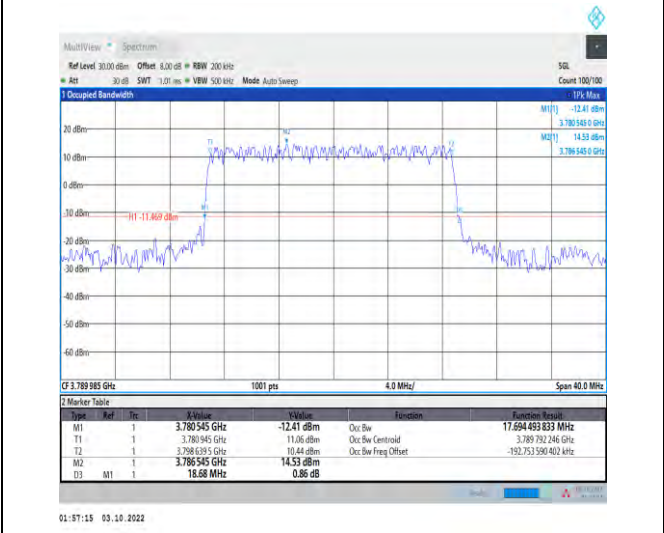 MultiView Spectrum
Ref Level 30.00 dBm Offset 8.00 dB RBW 200 kHz SGL
Att 30 dB SWT 1.01 ms VBW 500 kHz Mode Auto Sweep Count 100/100
1 Occupied Bandwidth 1Pk Max
M1[1] -12.41 dBm
3.780 545 0 GHz
M2[1] 14.53 dBm
3.786 545 0 GHz
20 dBm
10 dBm
0 dBm
-10 dBm
H1 -11.469 dBm
-20 dBm
-30 dBm
-40 dBm
-50 dBm
-60 dBm
M1
T1
M2
T2
CF 3.789 985 GHz 1001 pts 4.0 MHz/ Span 40.0 MHz
2 Marker Table
Type Ref Trc X-Value Y-Value Function Function Result
M1 1 3.780 545 GHz -12.41 dBm Occ Bw 17.694 493 833 MHz
T1 1 3.780 945 GHz 11.06 dBm Occ Bw Centroid 3.789 792 246 GHz
T2 1 3.798 639 5 GHz 10.44 dBm Occ Bw Freq Offset -192.753 590 402 kHz
M2 1 3.786 545 GHz 14.53 dBm
D3 M1 1 18.68 MHz 0.86 dB
01:57:15 03.10.2022